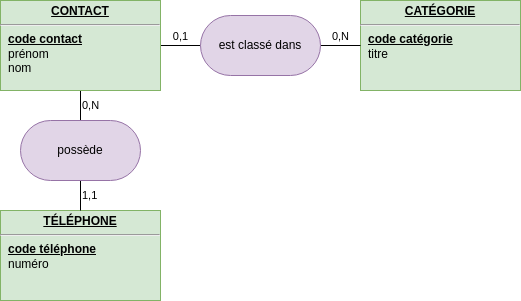 CONTACT
code contact
prénom
nom
0,1
est classé dans
0,N
CATÉGORIE
code catégorie
titre
0,N
possède
1,1
TÉLÉPHONE
code téléphone
numéro